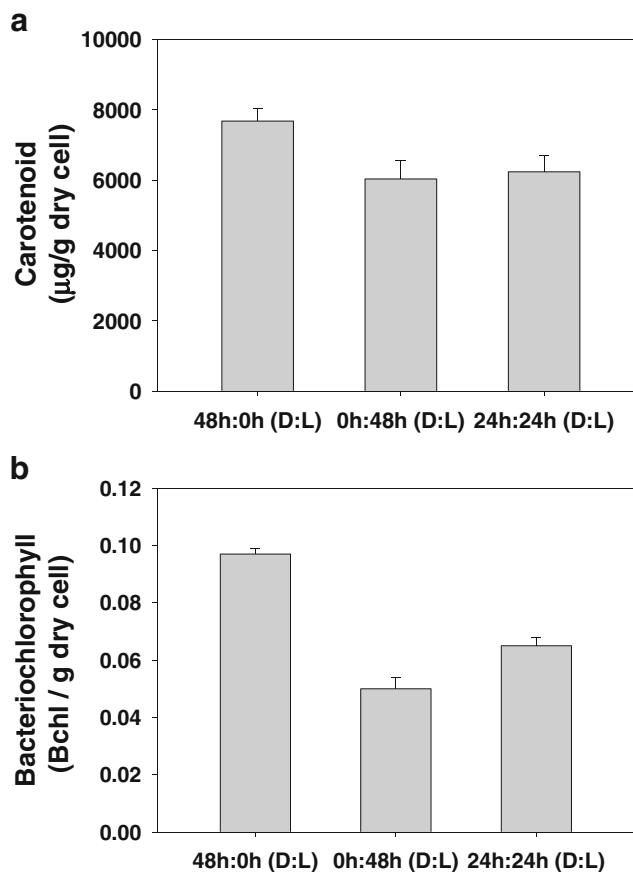 a
10000
8000
6000
4000
2000
0
Carotenoid
(μg/g dry cell)
48h:0h (D:L) 0h:48h (D:L) 24h:24h (D:L)
b
0.12
0.10
0.08
0.06
0.04
0.02
0.00
Bacteriochlorophyll
(Bchl / g dry cell)
48h:0h (D:L) 0h:48h (D:L) 24h:24h (D:L)